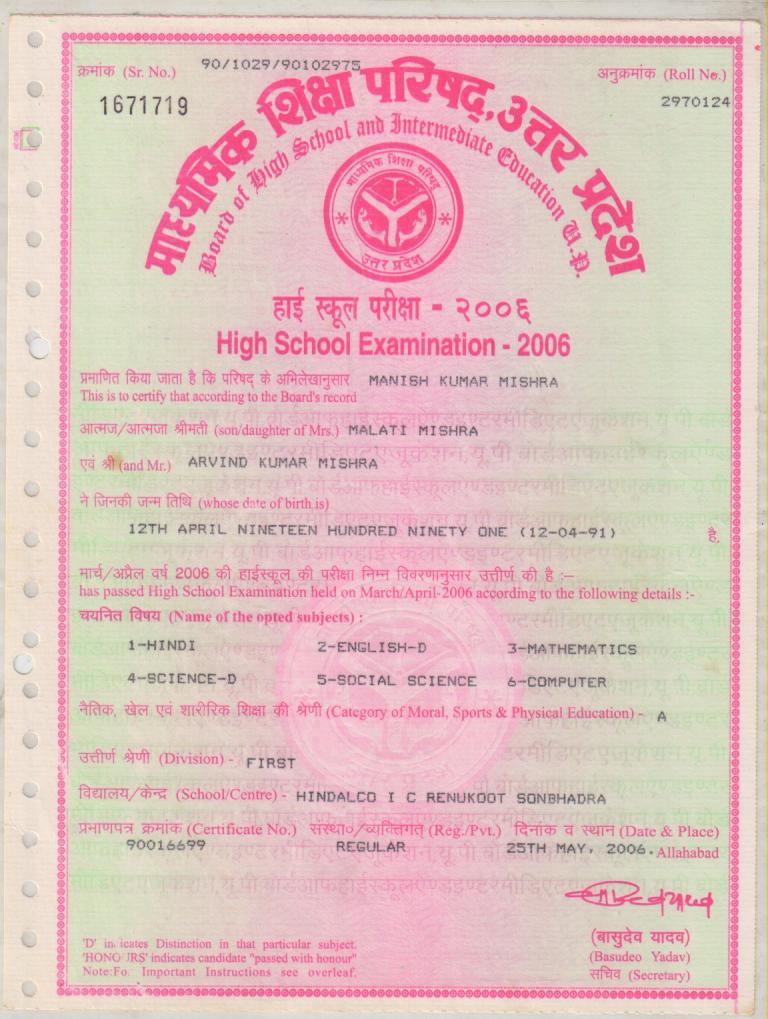 क्रमांक (Sr. No.) 90/1029/90102975 अनुक्रमांक (Roll No.)
1671719 2970124
माध्यमिक शिक्षा परिषद्, उत्तर प्रदेश
Board of High School and Intermediate Education U.P.
माध्यमिक शिक्षा परिषद्
उत्तर प्रदेश
हाई स्कूल परीक्षा - २००६
High School Examination - 2006
प्रमाणित किया जाता है कि परिषद् के अभिलेखानुसार MANISH KUMAR MISHRA
This is to certify that according to the Board's record
आत्मज/आत्मजा श्रीमती (son/daughter of Mrs.) MALATI MISHRA
एवं श्री (and Mr.) ARVIND KUMAR MISHRA
ने जिनकी जन्म तिथि (whose date of birth is)
12TH APRIL NINETEEN HUNDRED NINETY ONE (12-04-91) है,
मार्च/अप्रैल वर्ष 2006 की हाईस्कूल की परीक्षा निम्न विवरणानुसार उत्तीर्ण की है :–
has passed High School Examination held on March/April-2006 according to the following details :-
चयनित विषय (Name of the opted subjects) :
1-HINDI 2-ENGLISH-D 3-MATHEMATICS
4-SCIENCE-D 5-SOCIAL SCIENCE 6-COMPUTER
नैतिक, खेल एवं शारीरिक शिक्षा की श्रेणी (Category of Moral, Sports & Physical Education) - A
उत्तीर्ण श्रेणी (Division) - FIRST
विद्यालय/केन्द्र (School/Centre) - HINDALCO I C RENUKOOT SONBHADRA
प्रमाणपत्र क्रमांक (Certificate No.) संस्था०/व्यक्तिगत् (Reg./Pvt.) दिनांक व स्थान (Date & Place)
90016699 REGULAR 25TH MAY, 2006. Allahabad
(बासुदेव यादव)
(Basudeo Yadav)
सचिव (Secretary)
'D' in icates Distinction in that particular subject.
'HONO JRS' indicates candidate "passed with honour"
Note:Fo. Important Instructions see overleaf.